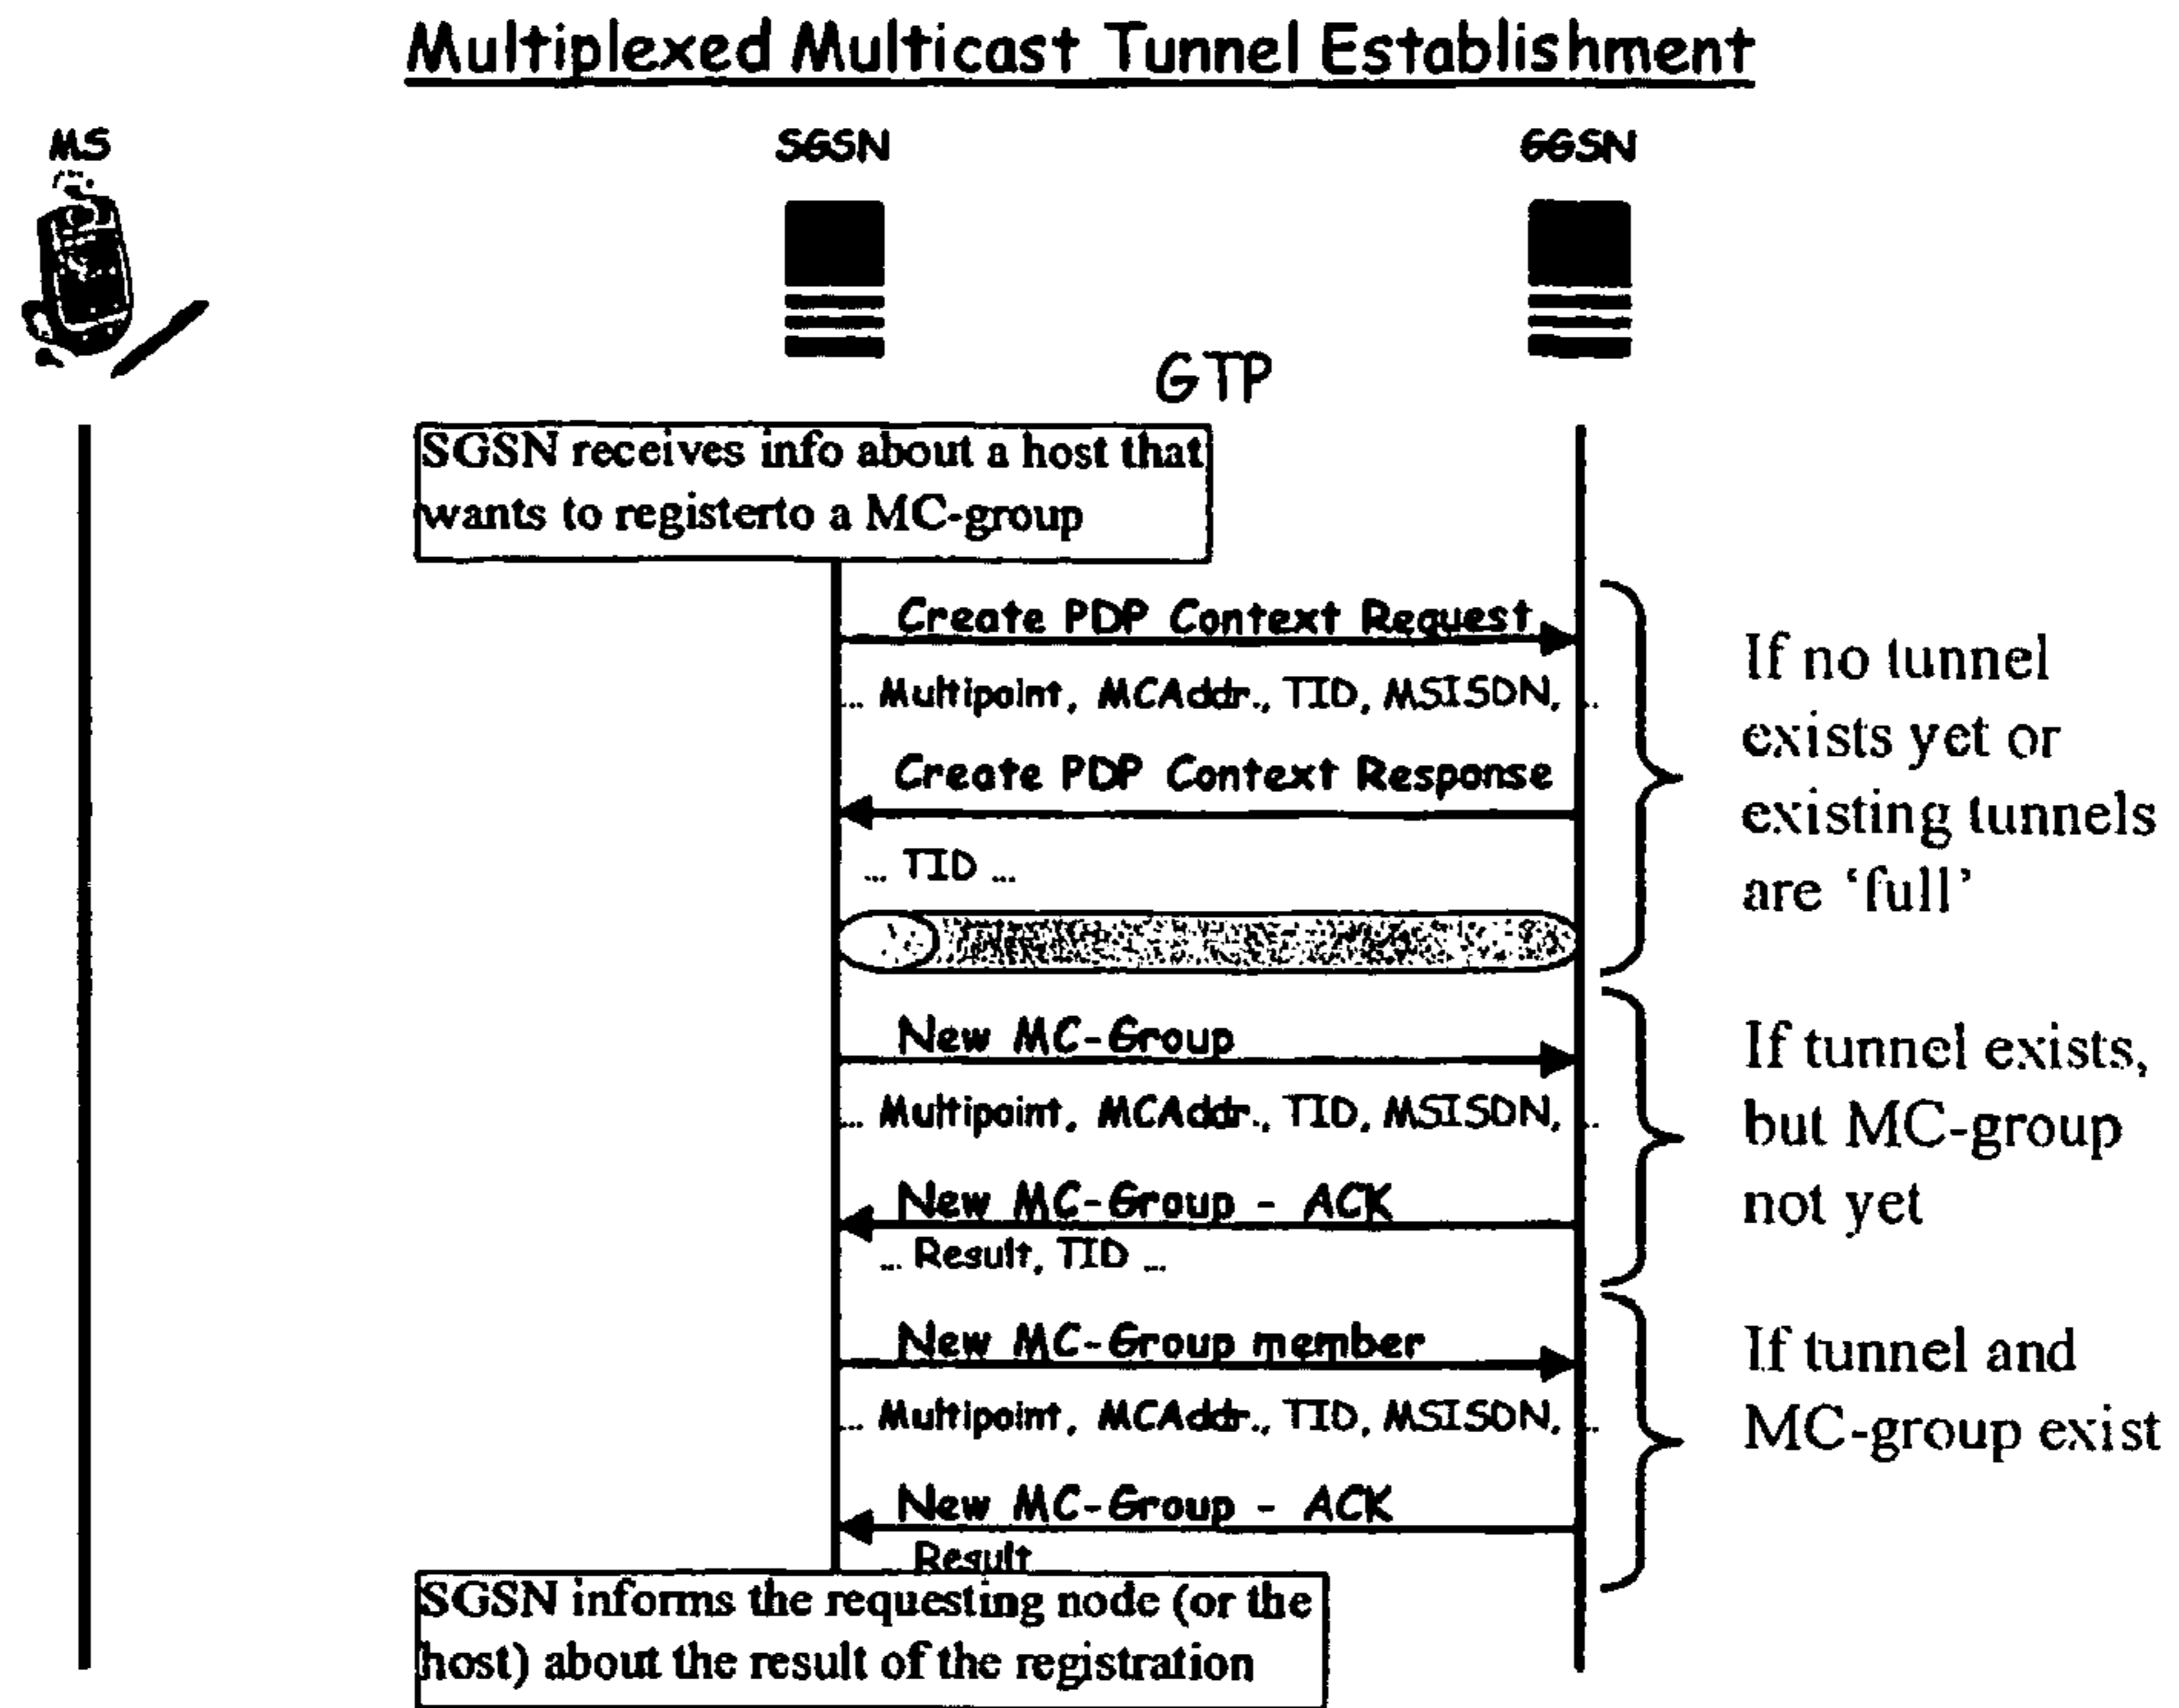 Multiplexed Multicast Tunnel Establishment
MS
SGSN
GGSN
GTP
SGSN receives info about a host that
wants to registerto a MC-group
Create PDP Context Request
... Multipoint, MCAddr., TID, MSISDN, ...
Create PDP Context Response
... TID ...
If no tunnel
exists yet or
existing tunnels
are ‘full’
New MC-Group
... Multipoint, MCAddr., TID, MSISDN, ...
New MC-Group - ACK
... Result, TID ...
If tunnel exists,
but MC-group
not yet
New MC-Group member
... Multipoint, MCAddr., TID, MSISDN, ...
New MC-Group - ACK
Result
If tunnel and
MC-group exist
SGSN informs the requesting node (or the
host) about the result of the registration